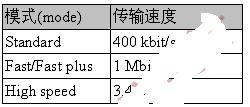 模式(mode) 传输速度
Standard 400 kbit/
Fast/Fast plus 1 Mbi
High speed 3.4